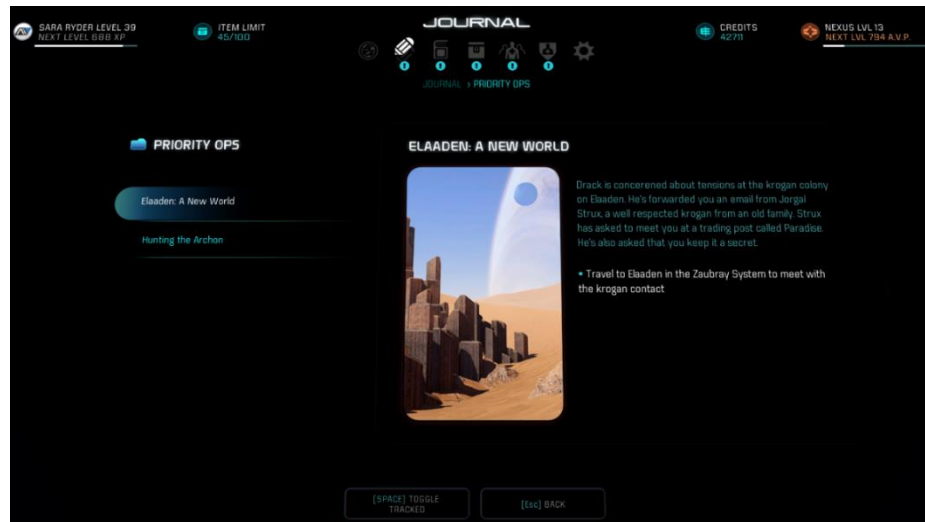 JOURNAL
SARA RYDER LEVEL 39
NEXT LEVEL 688 XP
ITEM LIMIT
45/100
CREDITS
42711
NEXUS LVL 13
NEXT LVL 794 A.V.P.
JOURNAL > PRIORITY OPS
PRIORITY OPS
Elaaden: A New World
Hunting the Archon
ELAADEN: A NEW WORLD
Drack is concerened about tensions at the krogan colony
on Elaaden. He's forwarded you an email from Jorgal
Strux, a well respected krogan from an old family. Strux
has asked to meet you at a trading post called Paradise.
He's also asked that you keep it a secret.
• Travel to Elaaden in the Zaubray System to meet with
the krogan contact
[SPACE] TOGGLE
TRACKED
[Esc] BACK